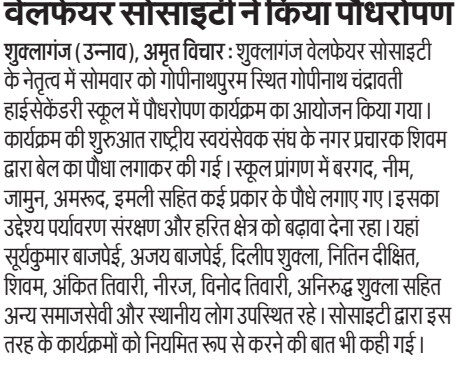 वेलफेयर सोसाइटी ने किया पौधरोपण
शुक्लागंज (उन्नाव), अमृत विचार : शुक्लागंज वेलफेयर सोसाइटी
के नेतृत्व में सोमवार को गोपीनाथपुरम स्थित गोपीनाथ चंद्रावती
हाईसेकेंडरी स्कूल में पौधरोपण कार्यक्रम का आयोजन किया गया।
कार्यक्रम की शुरुआत राष्ट्रीय स्वयंसेवक संघ के नगर प्रचारक शिवम
द्वारा बेल का पौधा लगाकर की गई। स्कूल प्रांगण में बरगद, नीम,
जामुन, अमरूद, इमली सहित कई प्रकार के पौधे लगाए गए। इसका
उद्देश्य पर्यावरण संरक्षण और हरित क्षेत्र को बढ़ावा देना रहा। यहां
सूर्यकुमार बाजपेई, अजय बाजपेई, दिलीप शुक्ला, नितिन दीक्षित,
शिवम, अंकित तिवारी, नीरज, विनोद तिवारी, अनिरुद्ध शुक्ला सहित
अन्य समाजसेवी और स्थानीय लोग उपस्थित रहे। सोसाइटी द्वारा इस
तरह के कार्यक्रमों को नियमित रूप से करने की बात भी कही गई।